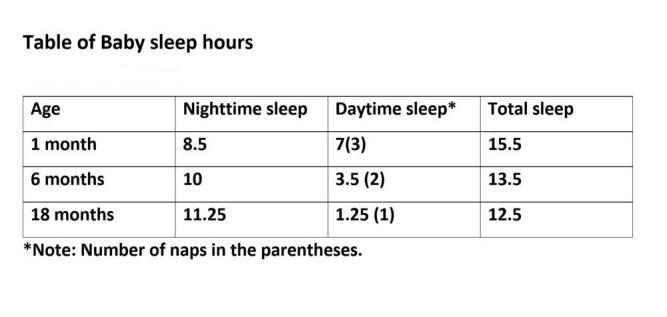 Table of Baby sleep hours
Age Nighttime sleep Daytime sleep* Total sleep
1 month 8.5 7(3) 15.5
6 months 10 3.5 (2) 13.5
18 months 11.25 1.25 (1) 12.5
*Note: Number of naps in the parentheses.